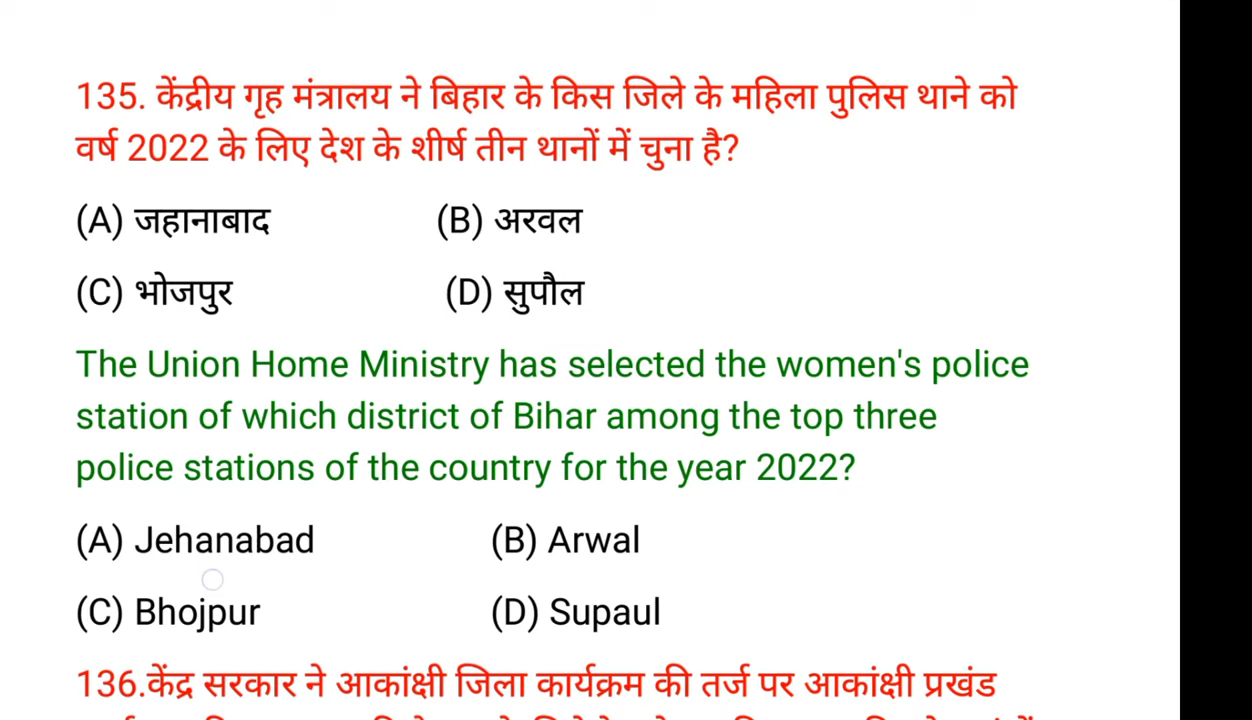 135. केंद्रीय गृह मंत्रालय ने बिहार के किस जिले के महिला पुलिस थाने को
वर्ष 2022 के लिए देश के शीर्ष तीन थानों में चुना है?
(A) जहानाबाद (B) अरवल
(C) भोजपुर (D) सुपौल
The Union Home Ministry has selected the women's police
station of which district of Bihar among the top three
police stations of the country for the year 2022?
(A) Jehanabad (B) Arwal
(C) Bhojpur (D) Supaul
136.केंद्र सरकार ने आकांक्षी जिला कार्यक्रम की तर्ज पर आकांक्षी प्रखंड